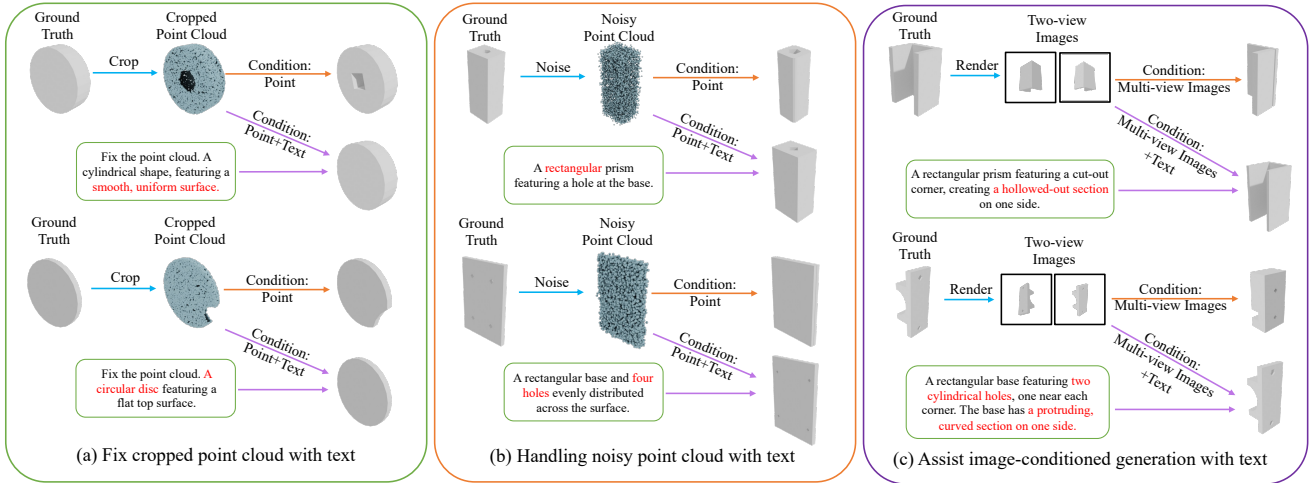 Ground
Truth
Cropped
Point Cloud
Crop
Condition:
Point
Condition:
Point+Text
Fix the point cloud. A
cylindrical shape, featuring a
smooth, uniform surface.
Ground
Truth
Cropped
Point Cloud
Crop
Condition:
Point
Condition:
Point+Text
Fix the point cloud. A
circular disc featuring a
flat top surface.
(a) Fix cropped point cloud with text
Ground
Truth
Noisy
Point Cloud
Noise
Condition:
Point
Condition:
Point+Text
A rectangular prism
featuring a hole at the base.
Ground
Truth
Noisy
Point Cloud
Noise
Condition:
Point
Condition:
Point+Text
A rectangular base and four
holes evenly distributed
across the surface.
(b) Handling noisy point cloud with text
Ground
Truth
Two-view
Images
Render
Condition:
Multi-view Images
Condition:
Multi-view Images
+Text
A rectangular prism featuring a cut-out
corner, creating a hollowed-out section
on one side.
Ground
Truth
Two-view
Images
Render
Condition:
Multi-view Images
Condition:
Multi-view Images
+Text
A rectangular base featuring two
cylindrical holes, one near each
corner. The base has a protruding,
curved section on one side.
(c) Assist image-conditioned generation with text